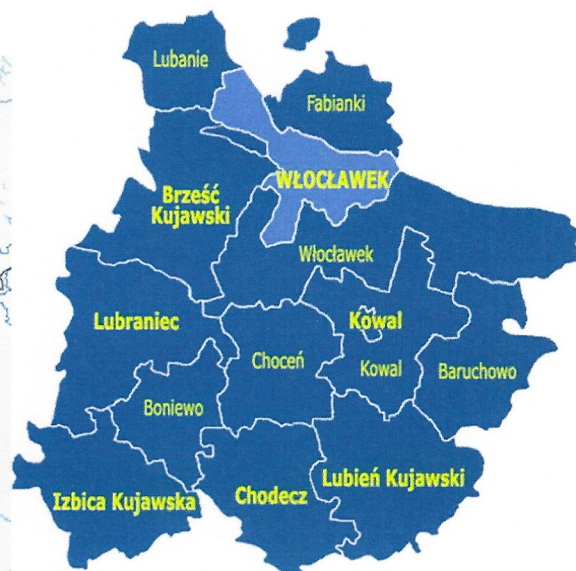 Lubanie
Fabianki
WŁOCŁAWEK
Brześć
Kujawski
Włocławek
Lubraniec
Kowal
Choceń
Kowal
Baruchowo
Boniewo
Lubień Kujawski
Izbica Kujawska
Chodecz